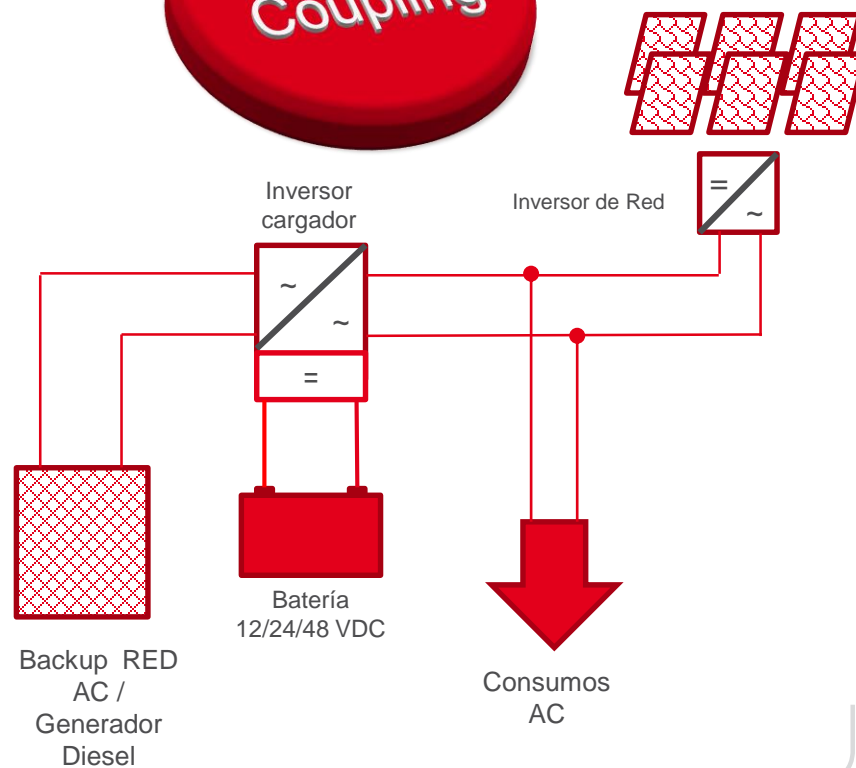 Coupling
Inversor
cargador
Inversor de Red
=
~
~
~
=
Batería
12/24/48 VDC
Backup RED
AC /
Generador
Diesel
Consumos
AC